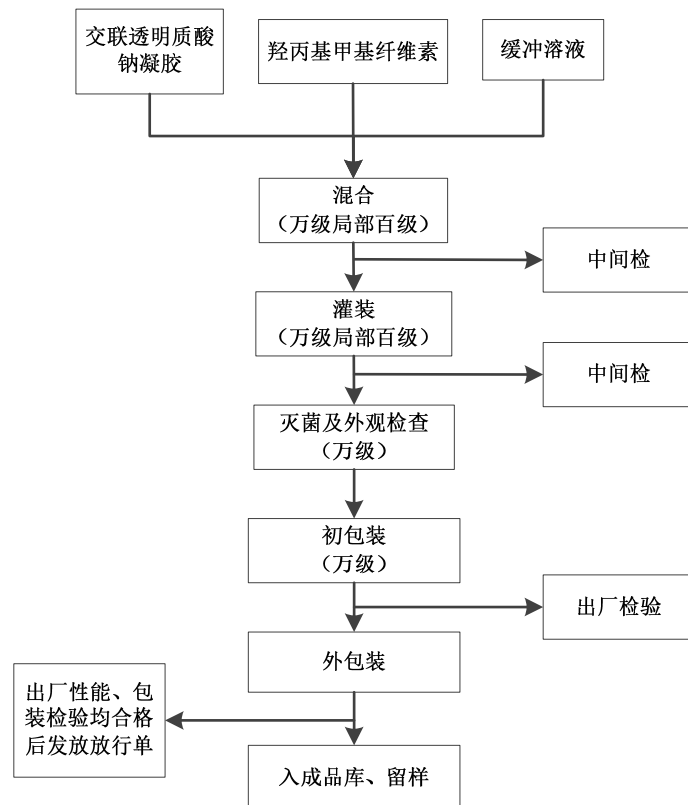 交联透明质酸
钠凝胶
羟丙基甲基纤维素
缓冲溶液
混合
（万级局部百级）
中间检
灌装
（万级局部百级）
中间检
灭菌及外观检查
（万级）
初包装
（万级）
出厂检验
外包装
出厂性能、包
装检验均合格
后发放放行单
入成品库、留样